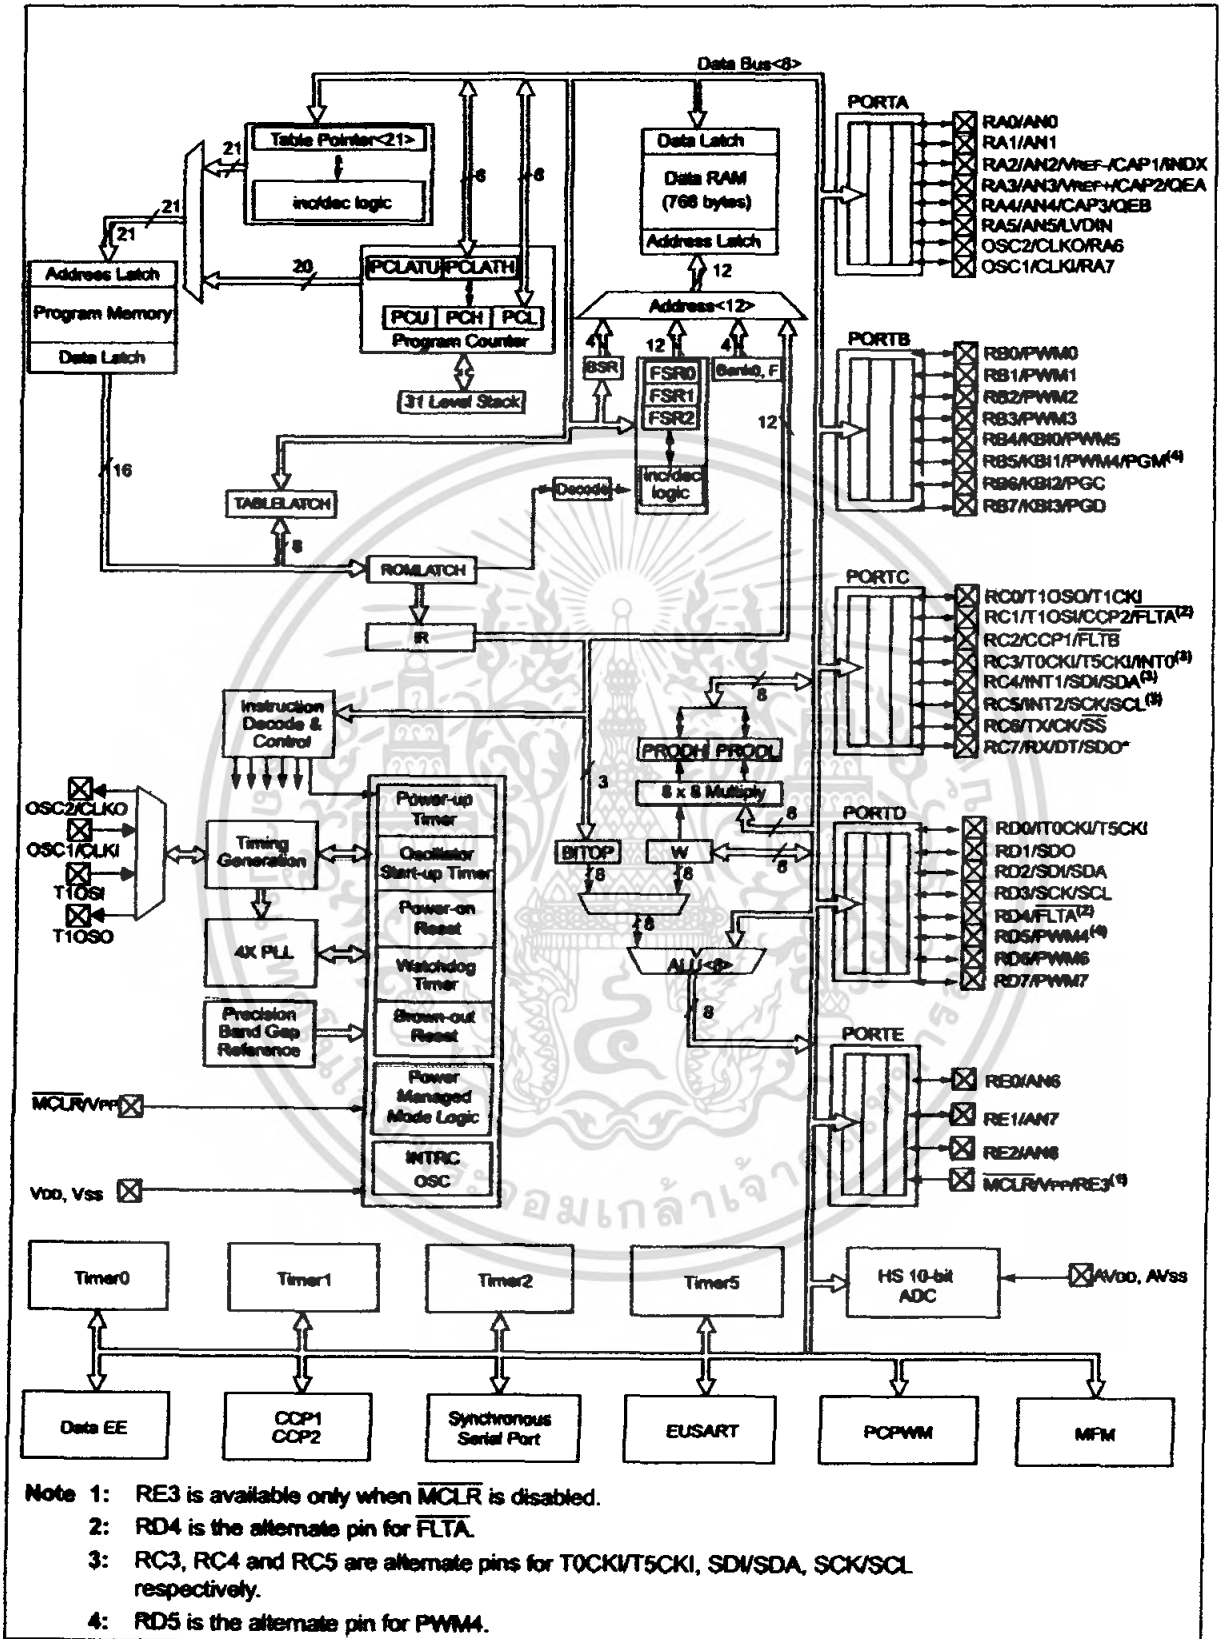 Data Bus<8>
Table Pointer<21>
21
inc/dec logic
21
21
20
Address Latch
Program Memory
Data Latch
PCLATU PCLATH
PCU PCH PCL
Program Counter
31 Level Stack
Data Latch
Data RAM
(768 bytes)
Address Latch
12
Address<12>
4
12
4
BSR
FSR0
FSR1
FSR2
Bank0, F
12
inc/dec
logic
Decode
16
TABLELATCH
8
ROMLATCH
IR
Instruction
Decode &
Control
8
PRODH PRODL
8 x 8 Multiply
3
8
BITOP
W
8
8
8
8
ALU<8>
8
OSC2/CLKO
OSC1/CLKI
T1OSI
T1OSO
Timing
Generation
4X PLL
Precision
Band Gap
Reference
Power-up
Timer
Oscillator
Start-up Timer
Power-on
Reset
Watchdog
Timer
Brown-out
Reset
Power
Managed
Mode Logic
INTRC
OSC
MCLR/VPP
VDD, VSS
PORTA
RA0/AN0
RA1/AN1
RA2/AN2/VREF-/CAP1/INDX
RA3/AN3/VREF+/CAP2/QEA
RA4/AN4/CAP3/QEB
RA5/AN5/LVDIN
OSC2/CLKO/RA6
OSC1/CLKI/RA7
PORTB
RB0/PWM0
RB1/PWM1
RB2/PWM2
RB3/PWM3
RB4/KBI0/PWM5
RB5/KBI1/PWM4/PGM(4)
RB6/KBI2/PGC
RB7/KBI3/PGD
PORTC
RC0/T1OSO/T1CKI
RC1/T1OSI/CCP2/FLTA(2)
RC2/CCP1/FLTB
RC3/T0CKI/T5CKI/INT0(3)
RC4/INT1/SDI/SDA(3)
RC5/INT2/SCK/SCL(3)
RC6/TX/CK/SS
RC7/RX/DT/SDO*
PORTD
RD0/IT0CKI/T5CKI
RD1/SDO
RD2/SDI/SDA
RD3/SCK/SCL
RD4/FLTA(2)
RD5/PWM4(4)
RD6/PWM6
RD7/PWM7
PORTE
RE0/AN6
RE1/AN7
RE2/AN8
MCLR/VPP/RE3(1)
Timer0
Timer1
Timer2
Timer5
HS 10-bit
ADC
AVDD, AVSS
Data EE
CCP1
CCP2
Synchronous
Serial Port
EUSART
PCPWM
MFM
Note 1: RE3 is available only when MCLR is disabled.
2: RD4 is the alternate pin for FLTA.
3: RC3, RC4 and RC5 are alternate pins for T0CKI/T5CKI, SDI/SDA, SCK/SCL
respectively.
4: RD5 is the alternate pin for PWM4.